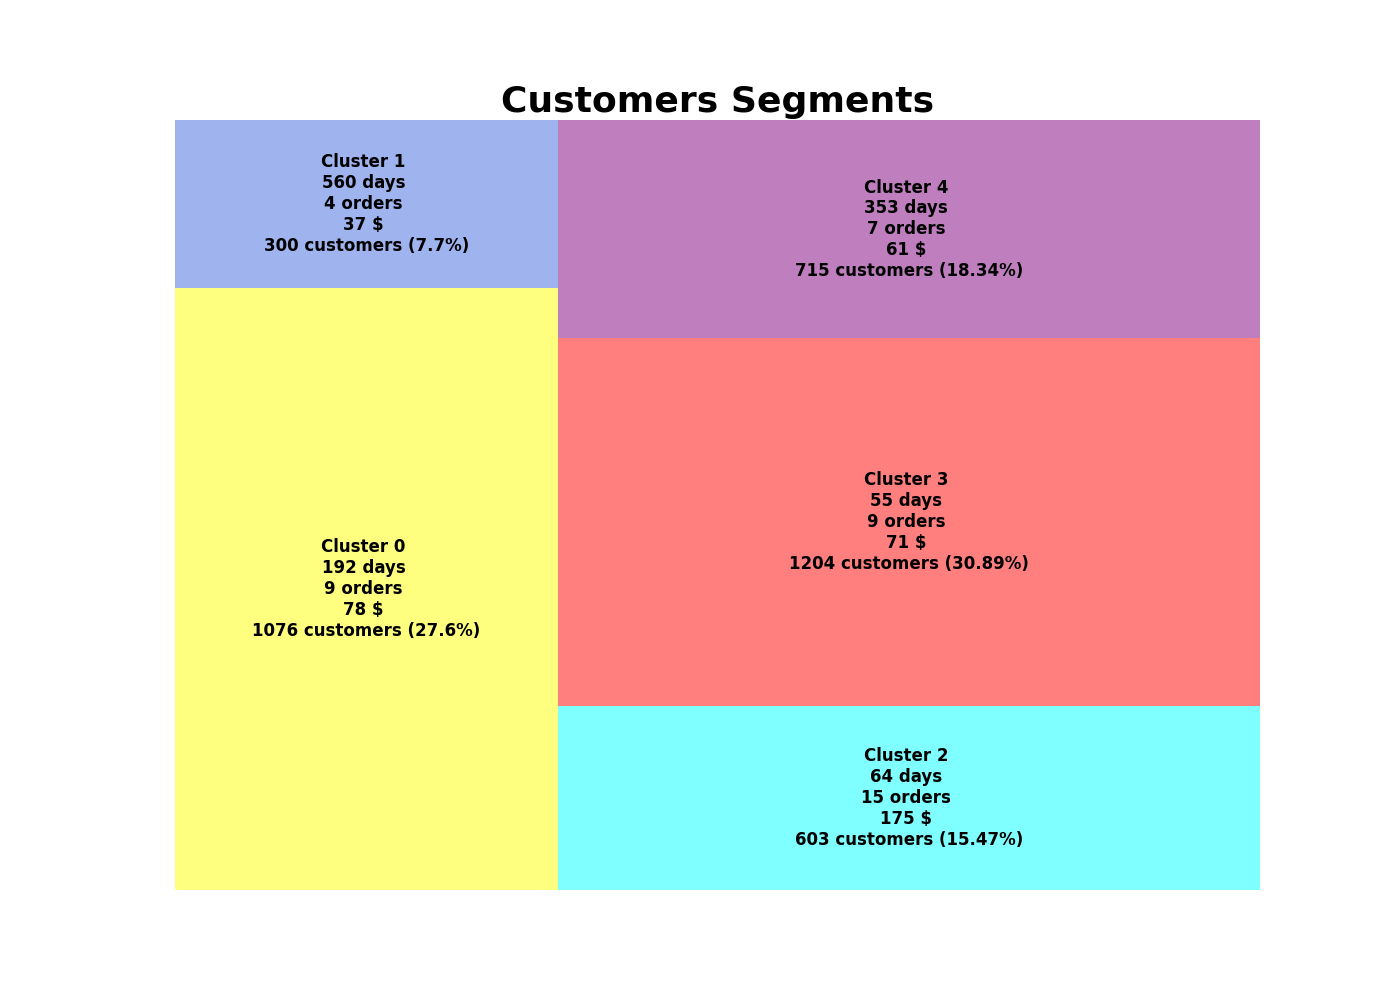 Customers Segments
Cluster 1
560 days
4 orders
37 $
300 customers (7.7%)
Cluster 4
353 days
7 orders
61 $
715 customers (18.34%)
Cluster 0
192 days
9 orders
78 $
1076 customers (27.6%)
Cluster 3
55 days
9 orders
71 $
1204 customers (30.89%)
Cluster 2
64 days
15 orders
175 $
603 customers (15.47%)